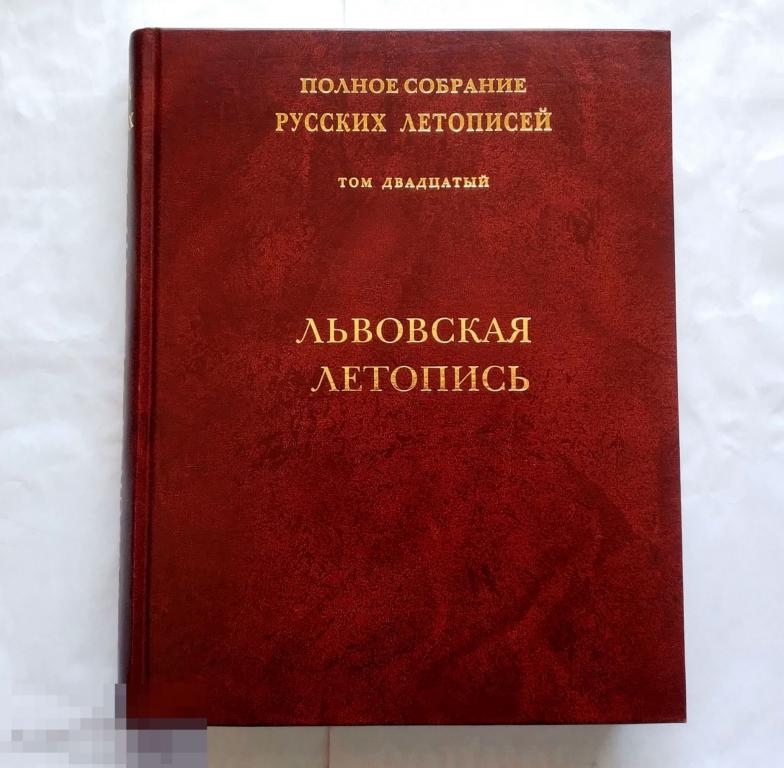 ПОЛНОЕ СОБРАНИЕ
РУССКИХ ЛЕТОПИСЕЙ
ТОМ ДВАДЦАТЫЙ
ЛЬВОВСКАЯ
ЛЕТОПИСЬ